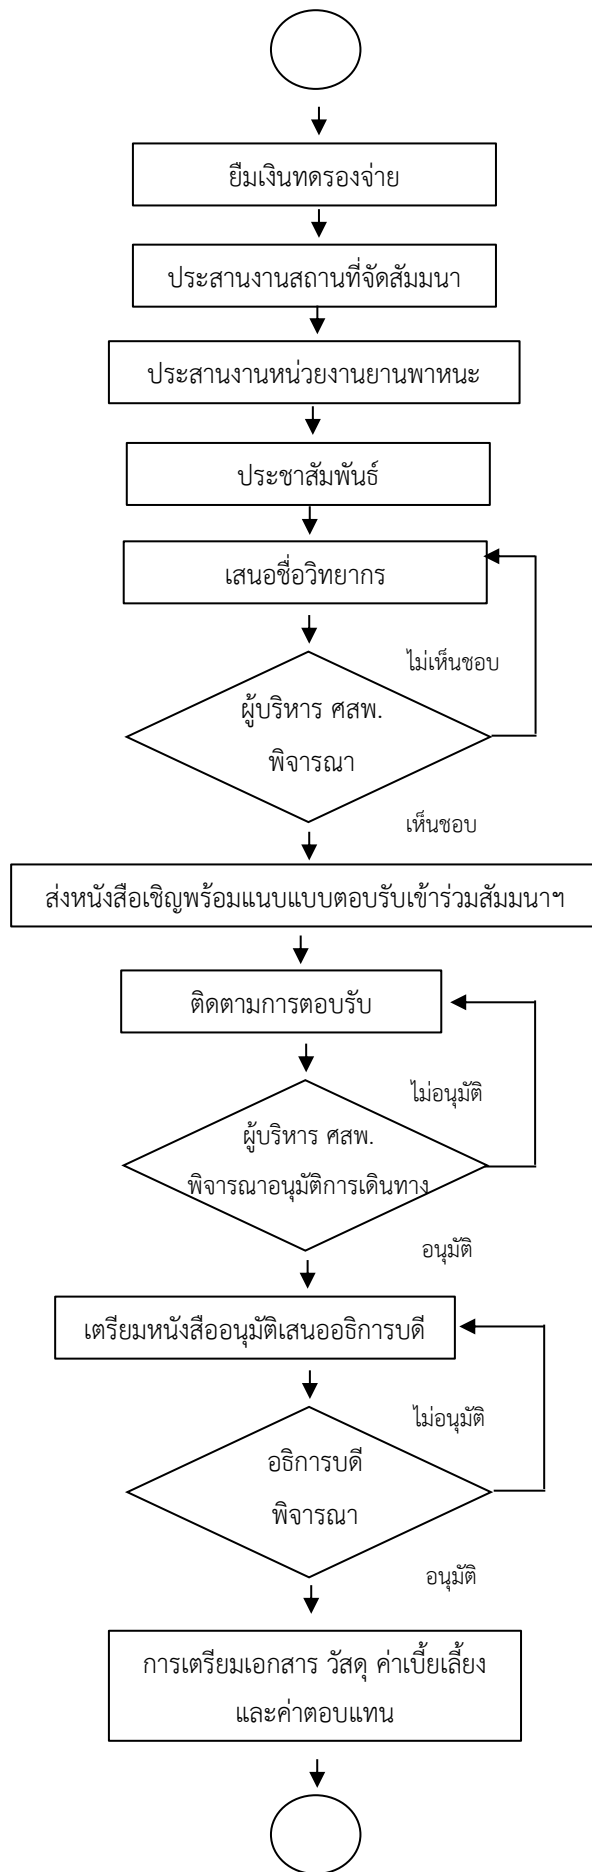 ยืมเงินทดรองจ่าย
ประสานงานสถานที่จัดสัมมนา
ประสานงานหน่วยงานยานพาหนะ
ประชาสัมพันธ์
เสนอชื่อวิทยากร
ไม่เห็นชอบ
ผู้บริหาร ศสพ.
พิจารณา
เห็นชอบ
ส่งหนังสือเชิญพร้อมแนบแบบตอบรับเข้าร่วมสัมมนาฯ
ติดตามการตอบรับ
ไม่อนุมัติ
ผู้บริหาร ศสพ.
พิจารณาอนุมัติการเดินทาง
อนุมัติ
เตรียมหนังสืออนุมัติเสนออธิการบดี
ไม่อนุมัติ
อธิการบดี
พิจารณา
อนุมัติ
การเตรียมเอกสาร วัสดุ ค่าเบี้ยเลี้ยง
และค่าตอบแทน